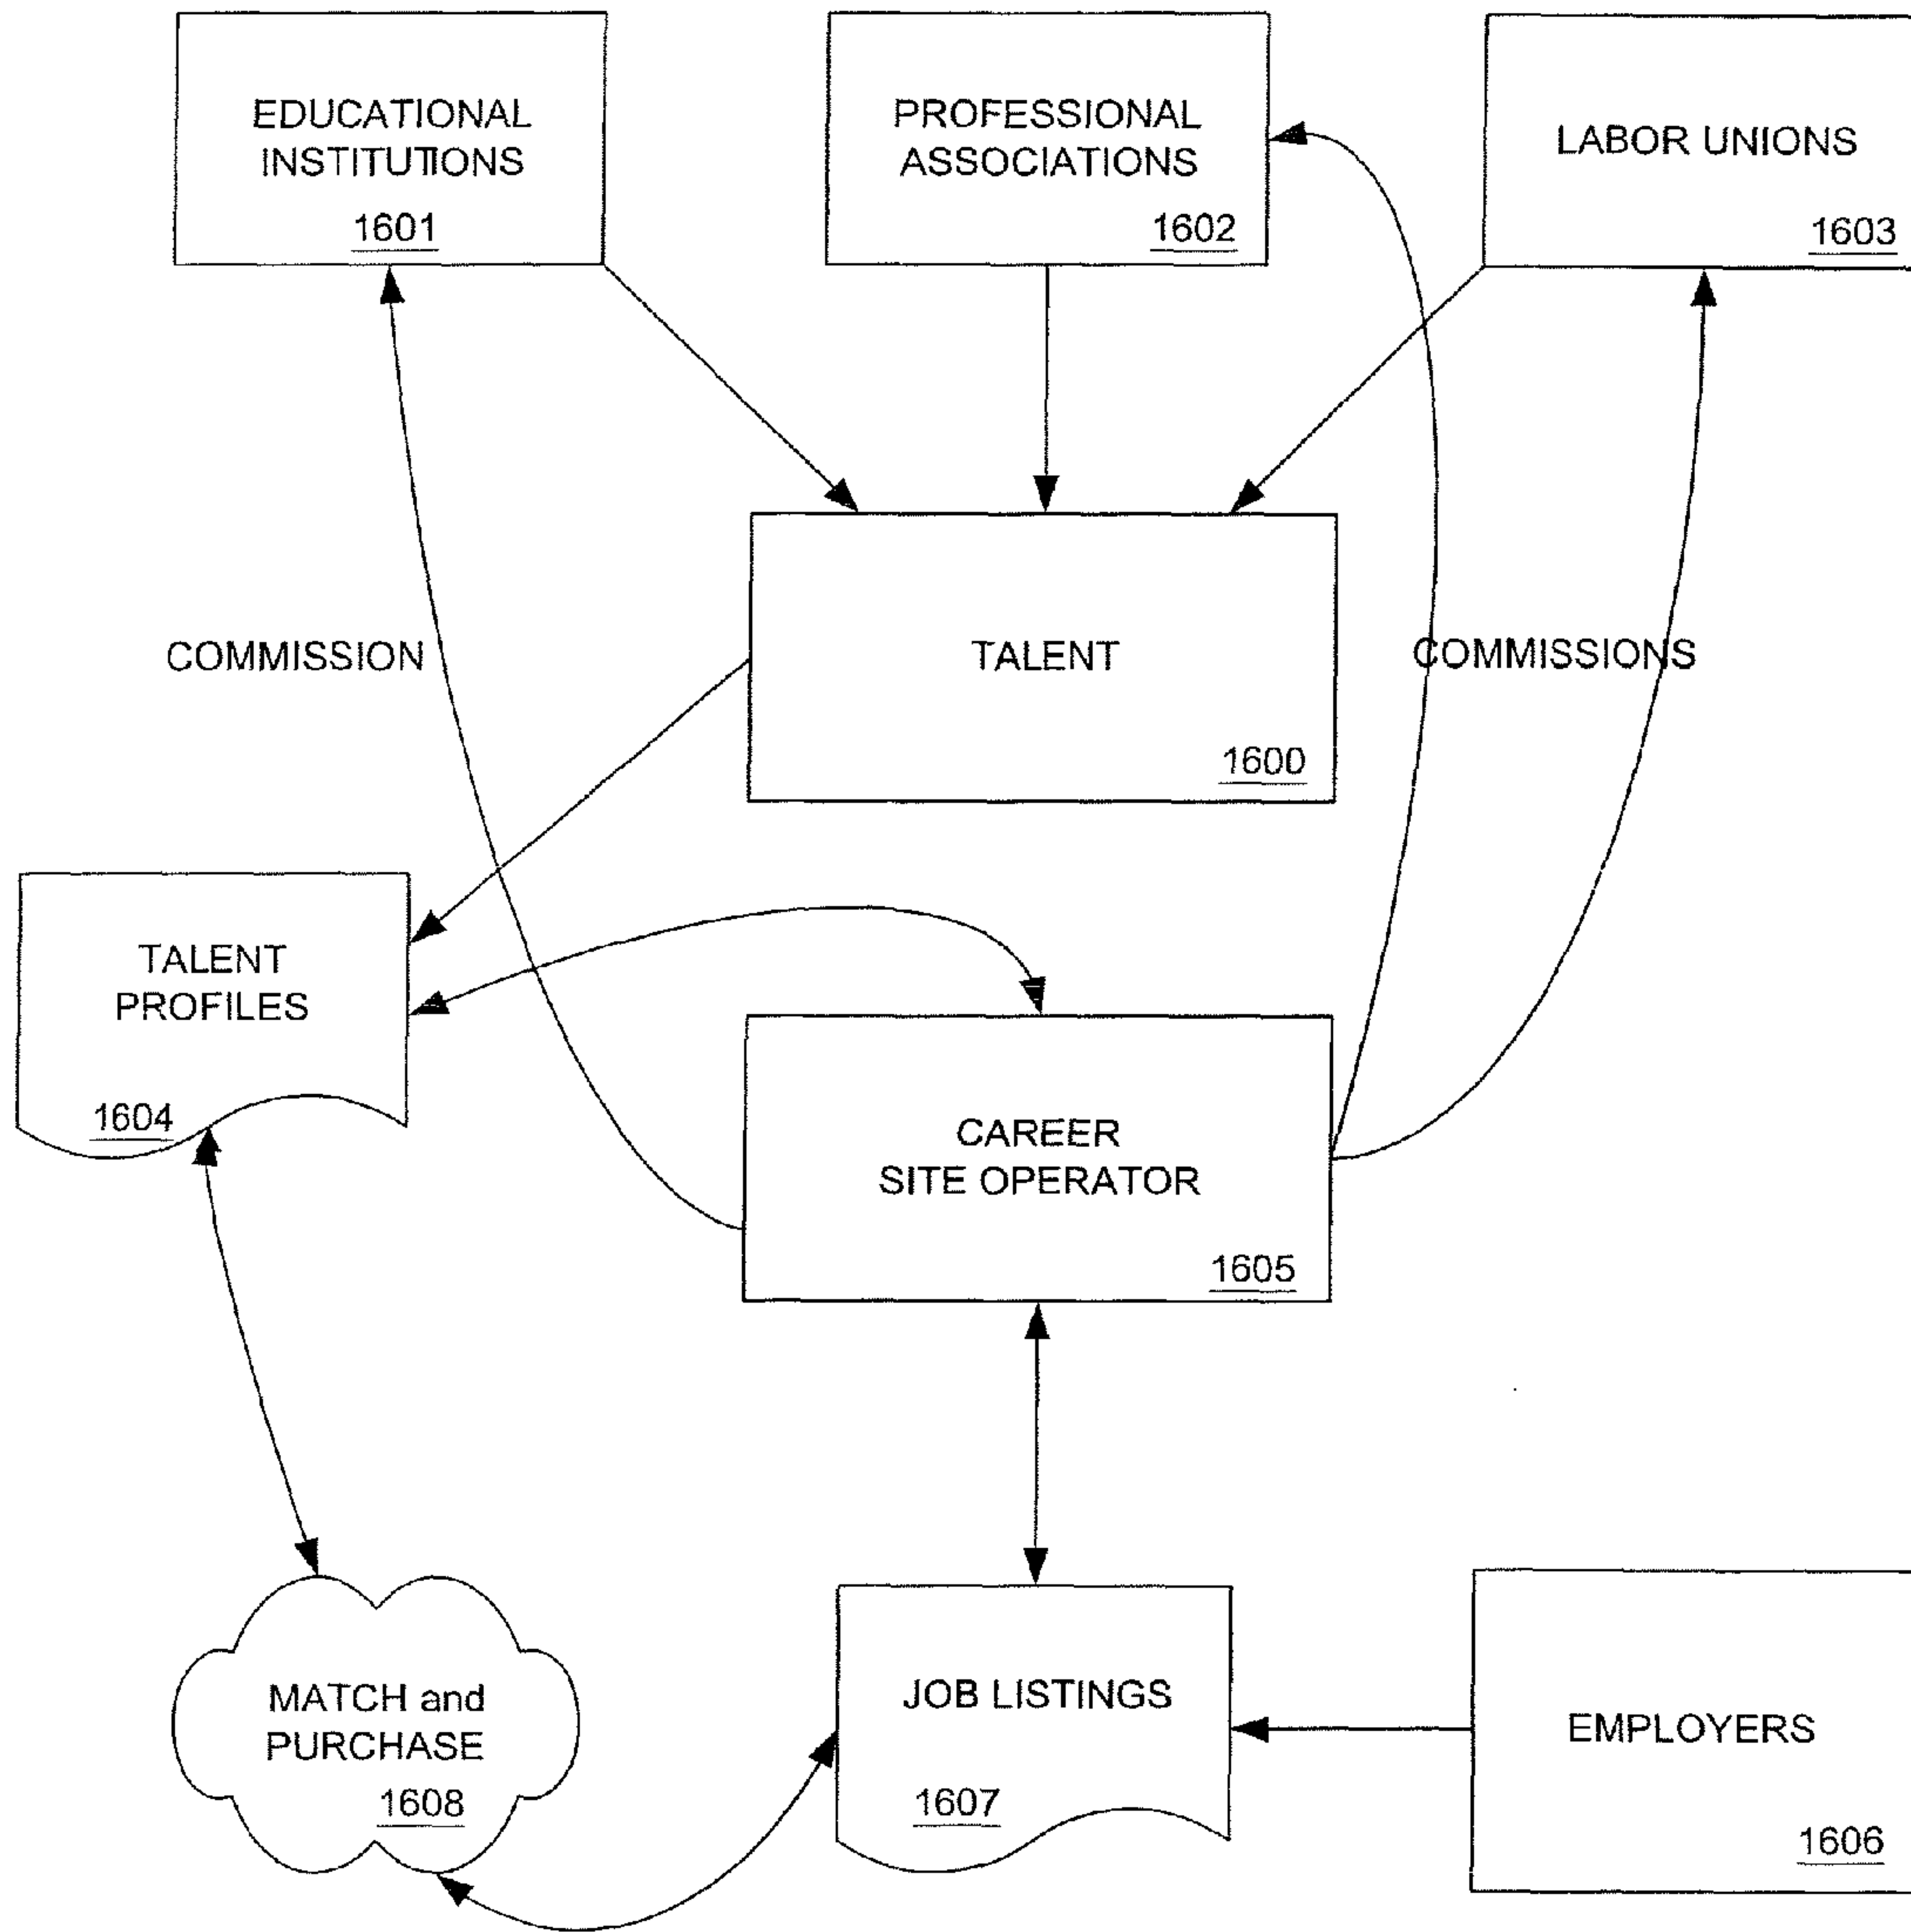 EDUCATIONAL
INSTITUTIONS
1601
PROFESSIONAL
ASSOCIATIONS
1602
LABOR UNIONS
1603
COMMISSION
TALENT
1600
COMMISSIONS
TALENT
PROFILES
1604
CAREER
SITE OPERATOR
1605
MATCH and
PURCHASE
1608
JOB LISTINGS
1607
EMPLOYERS
1606